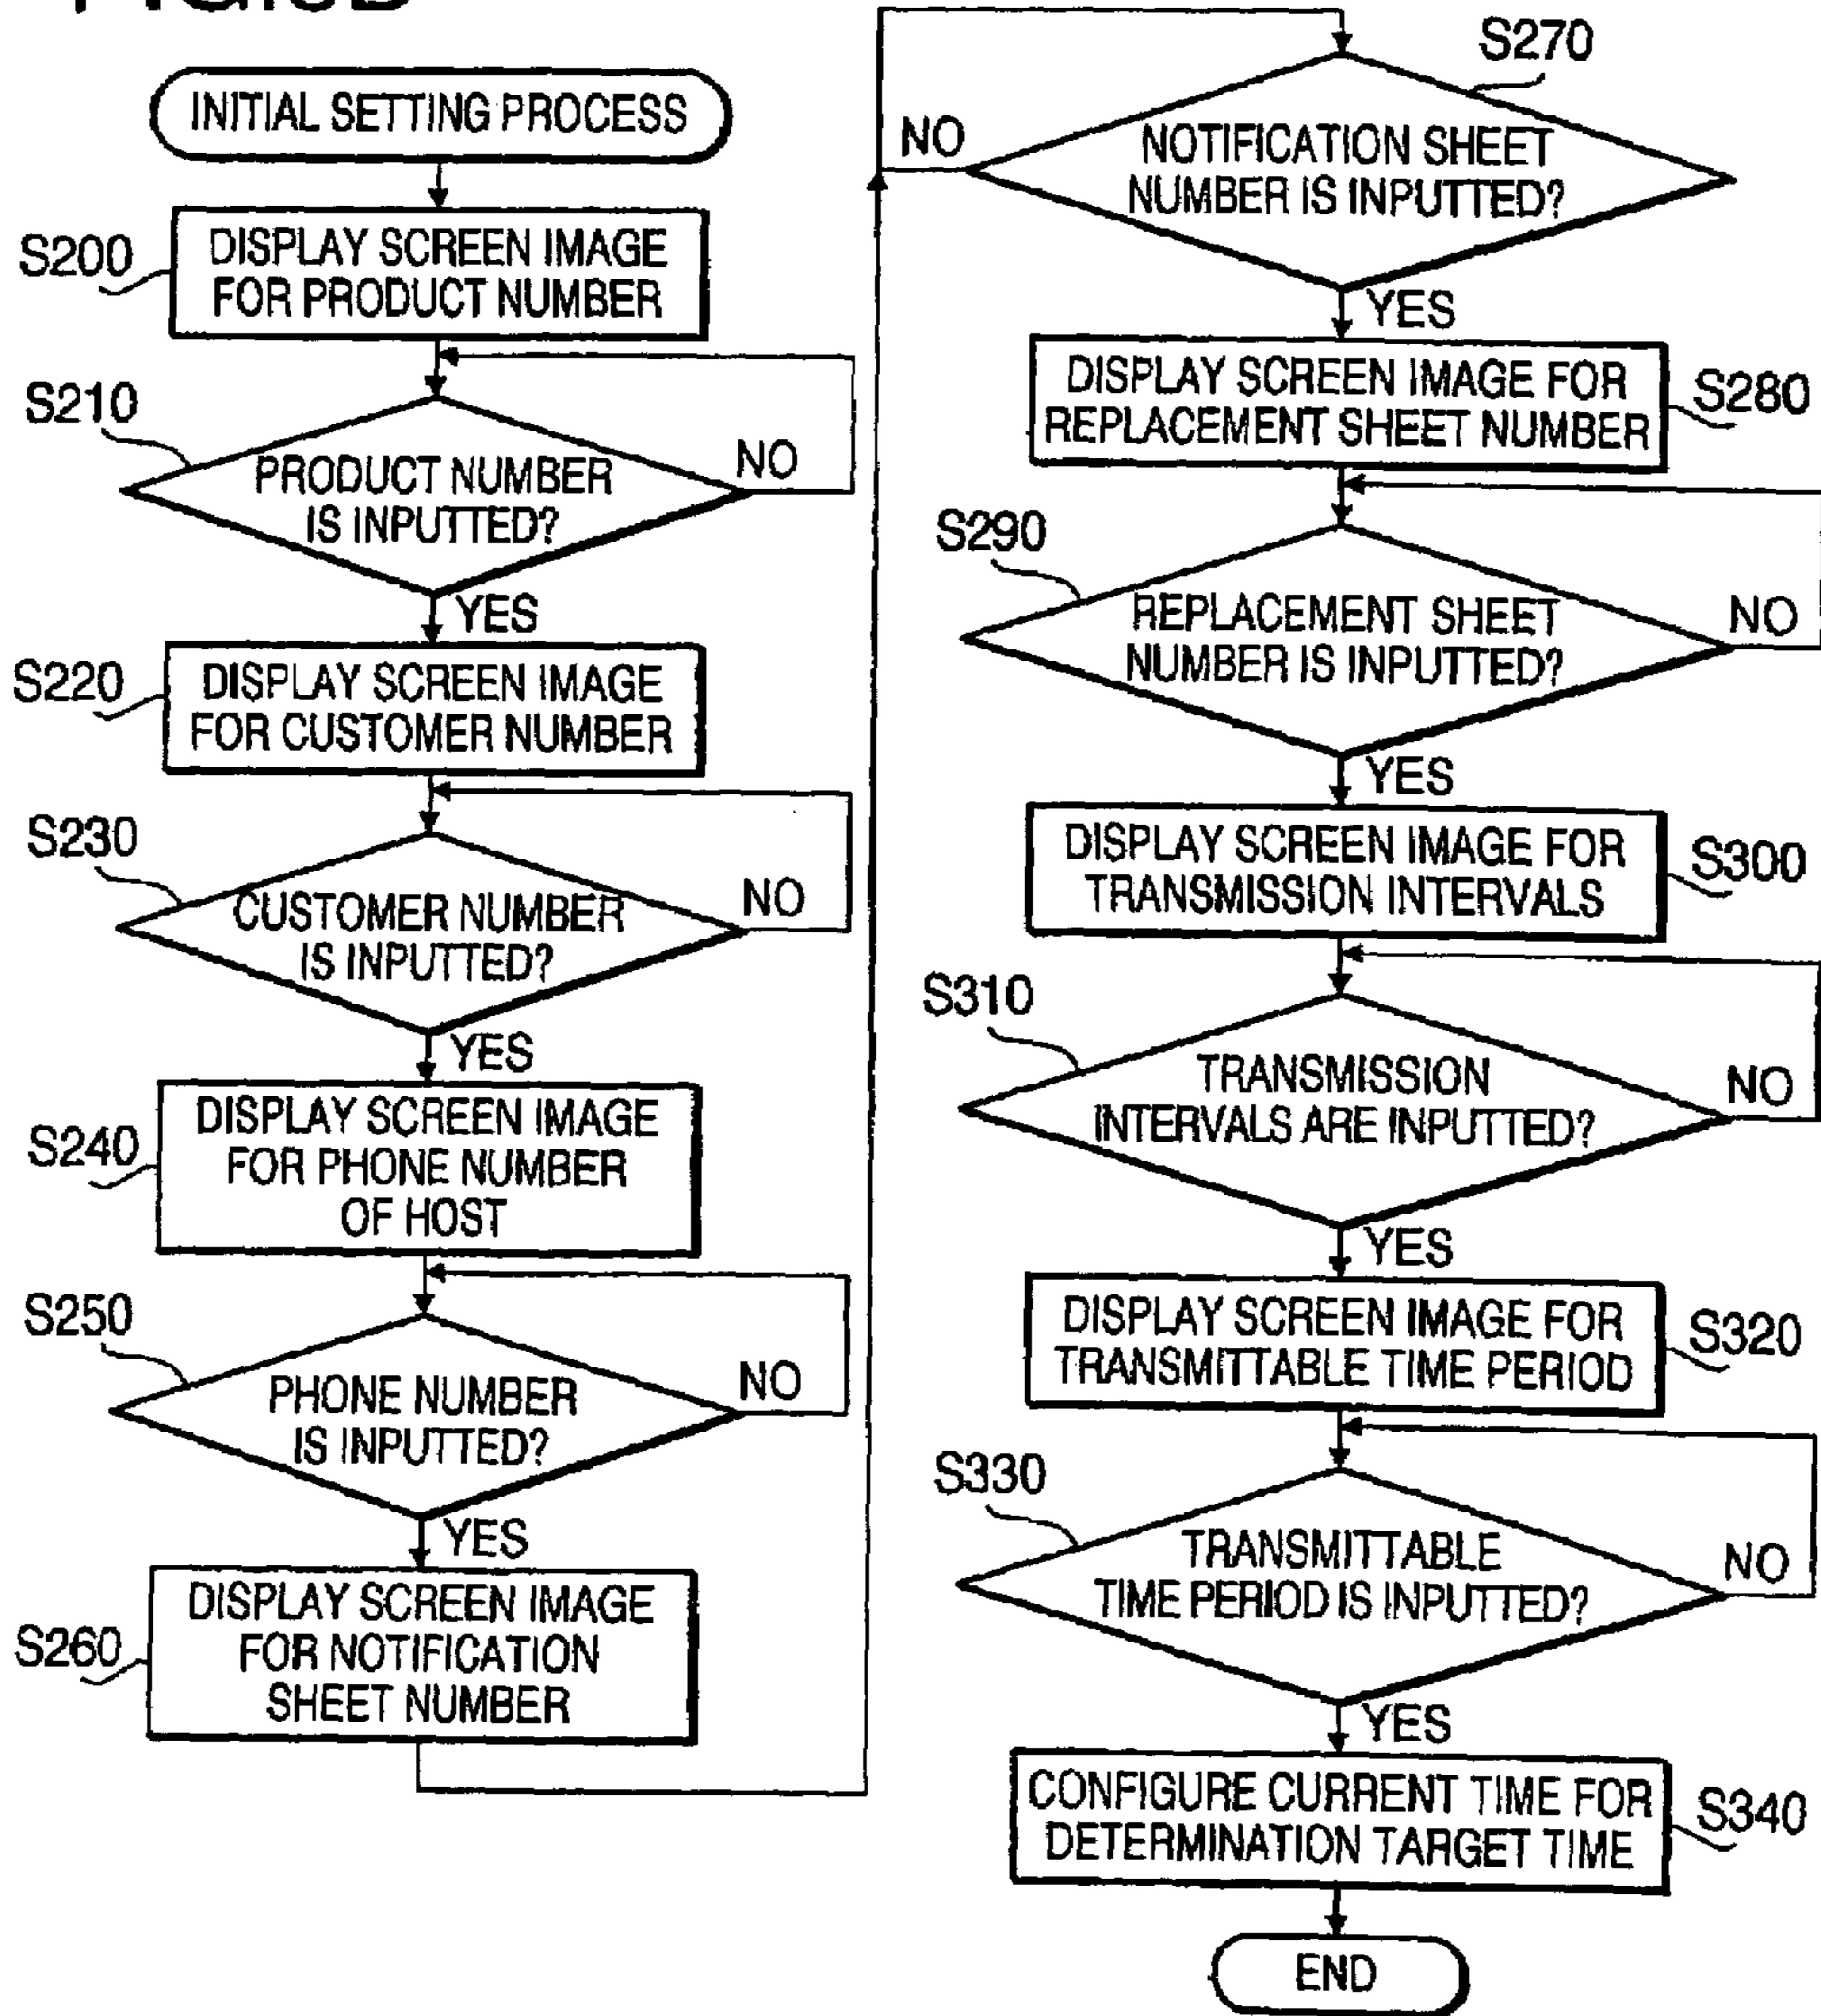 INITIAL SETTING PROCESS
S200
DISPLAY SCREEN IMAGE
FOR PRODUCT NUMBER
S210
PRODUCT NUMBER
IS INPUTTED?
NO
YES
S220
DISPLAY SCREEN IMAGE
FOR CUSTOMER NUMBER
S230
CUSTOMER NUMBER
IS INPUTTED?
NO
YES
S240
DISPLAY SCREEN IMAGE
FOR PHONE NUMBER
OF HOST
S250
PHONE NUMBER
IS INPUTTED?
NO
YES
S260
DISPLAY SCREEN IMAGE
FOR NOTIFICATION
SHEET NUMBER
S270
NOTIFICATION SHEET
NUMBER IS INPUTTED?
NO
YES
DISPLAY SCREEN IMAGE FOR
REPLACEMENT SHEET NUMBER
S280
S290
REPLACEMENT SHEET
NUMBER IS INPUTTED?
NO
YES
DISPLAY SCREEN IMAGE FOR
TRANSMISSION INTERVALS
S300
S310
TRANSMISSION
INTERVALS ARE INPUTTED?
NO
YES
DISPLAY SCREEN IMAGE FOR
TRANSMITTABLE TIME PERIOD
S320
S330
TRANSMITTABLE
TIME PERIOD IS INPUTTED?
NO
YES
CONFIGURE CURRENT TIME FOR
DETERMINATION TARGET TIME
S340
END